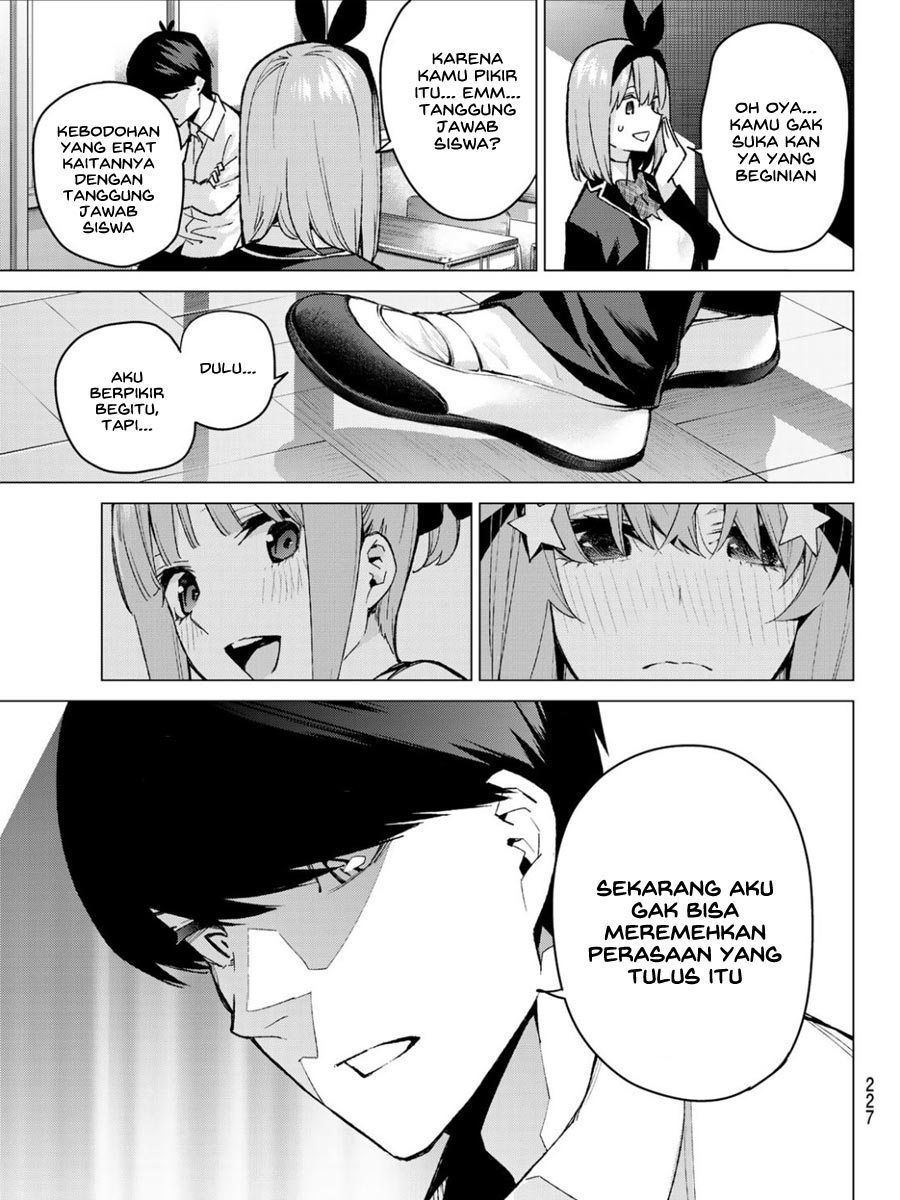 OH OYA...
KAMU GAK
SUKA KAN
YA YANG
BEGINIAN
KARENA
KAMU PIKIR
ITU... EMM...
TANGGUNG
JAWAB
SISWA?
KEBODOHAN
YANG ERAT
KAITANNYA
DENGAN
TANGGUNG
JAWAB
SISWA
DULU...
AKU
BERPIKIR
BEGITU,
TAPI...
SEKARANG AKU
GAK BISA
MEREMEHKAN
PERASAAN YANG
TULUS ITU
227